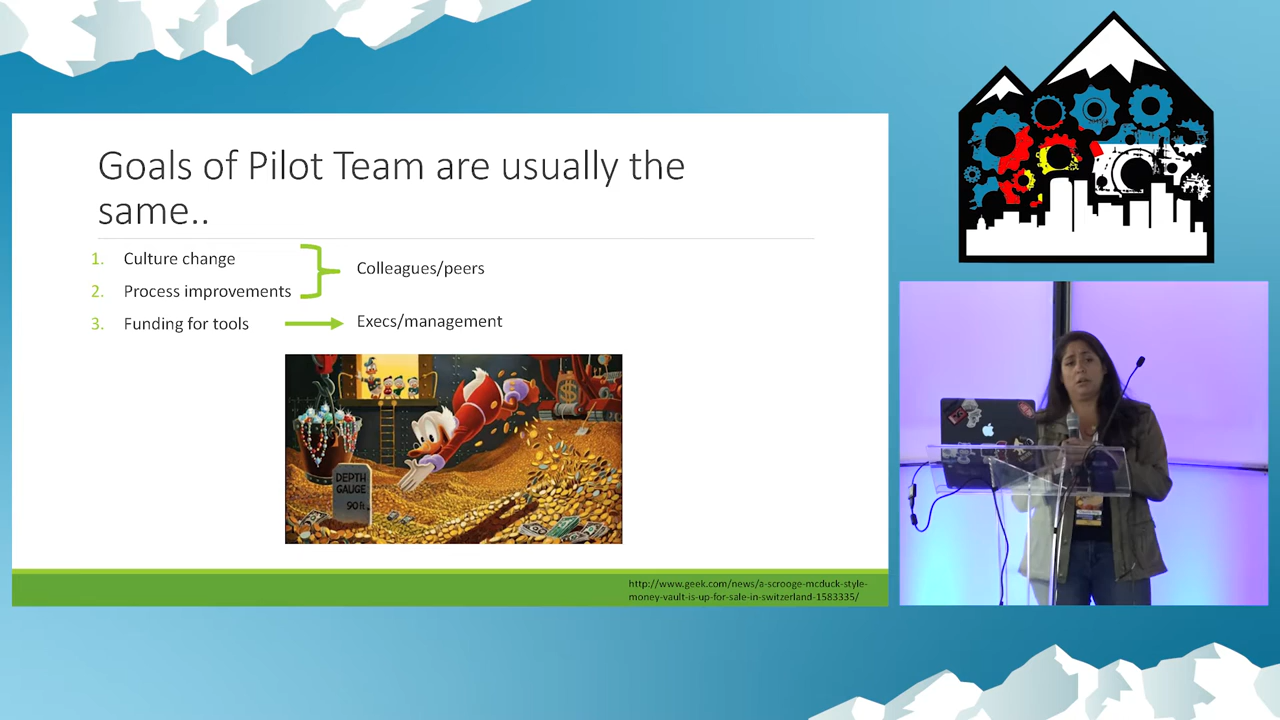 Goals of Pilot Team are usually the
same..
1. Culture change
2. Process improvements
3. Funding for tools
Colleagues/peers
Execs/management
DEPTH
GAUGE
90ft.
http://www.geek.com/news/a-scrooge-mcduck-style-
money-vault-is-up-for-sale-in-switzerland-1583335/